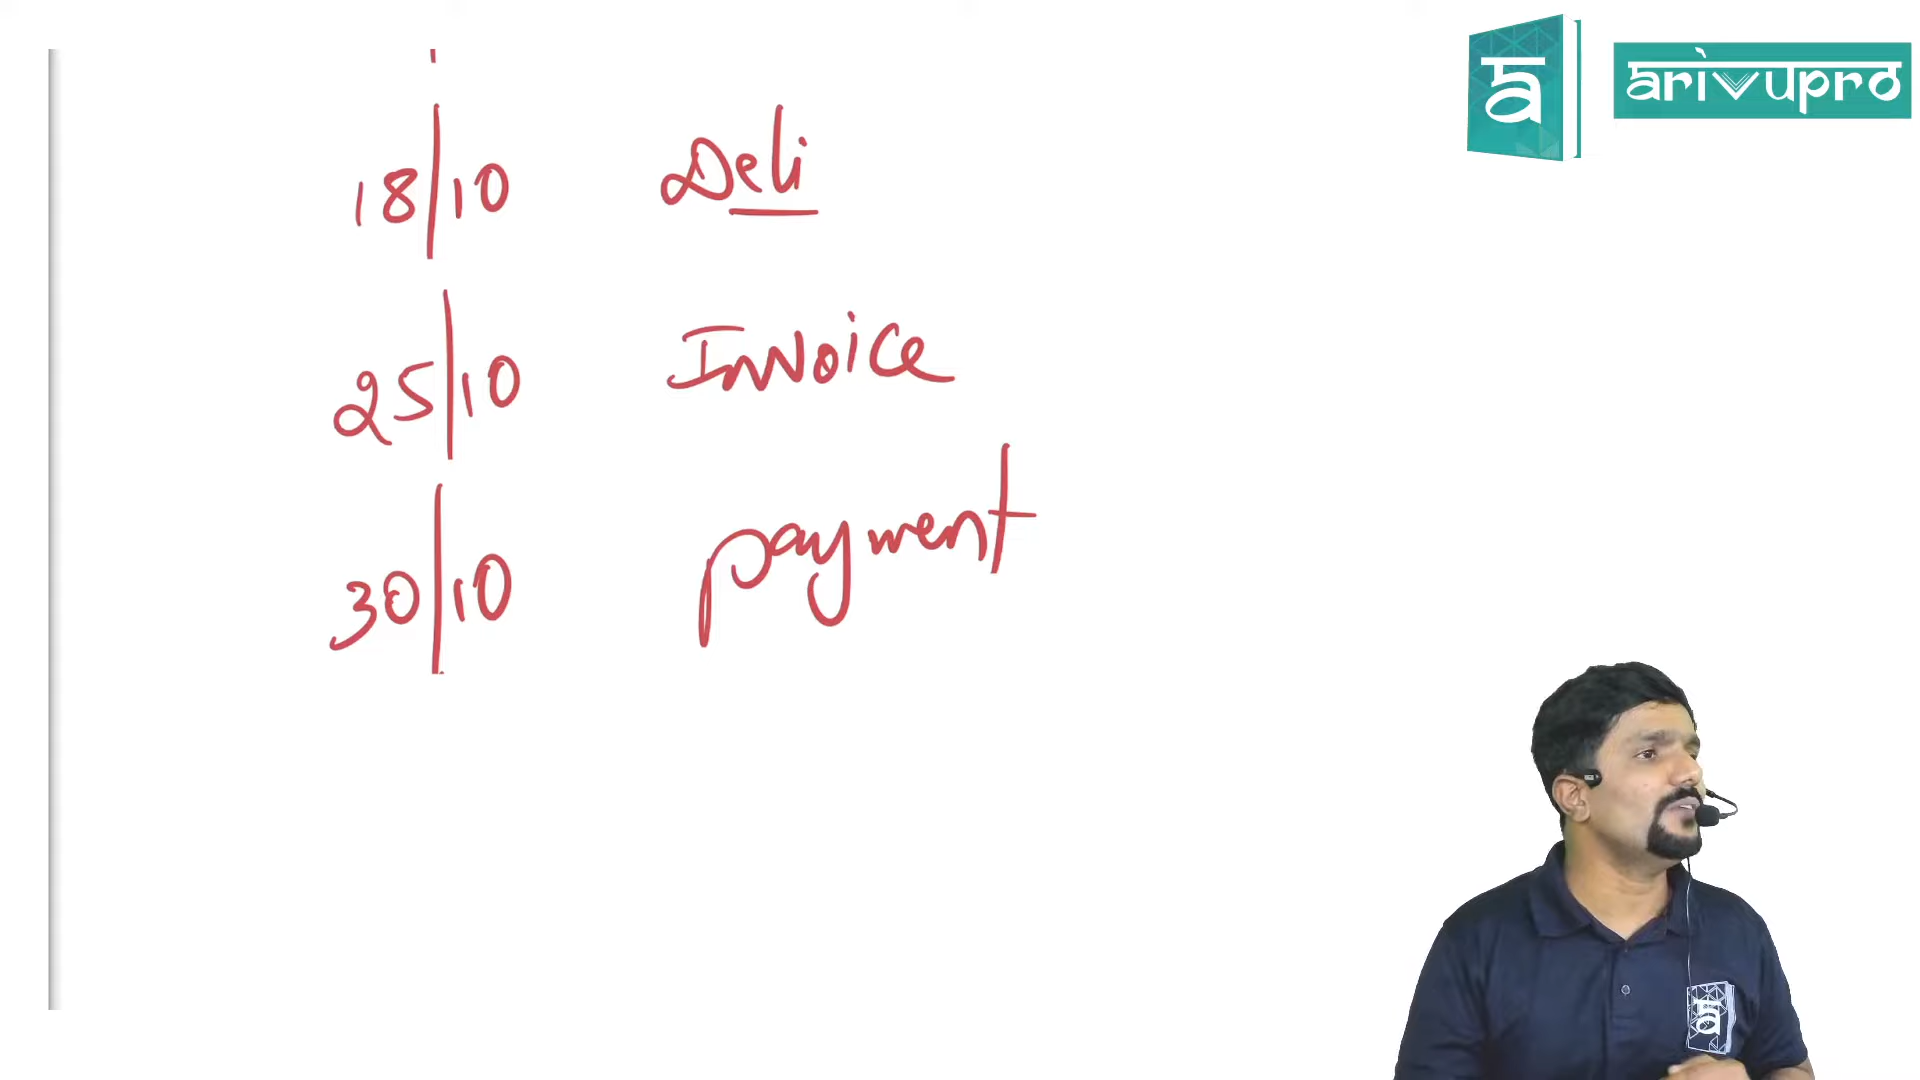 a
arivupro
18/10 Deli
25/10 Invoice
30/10 payment
a